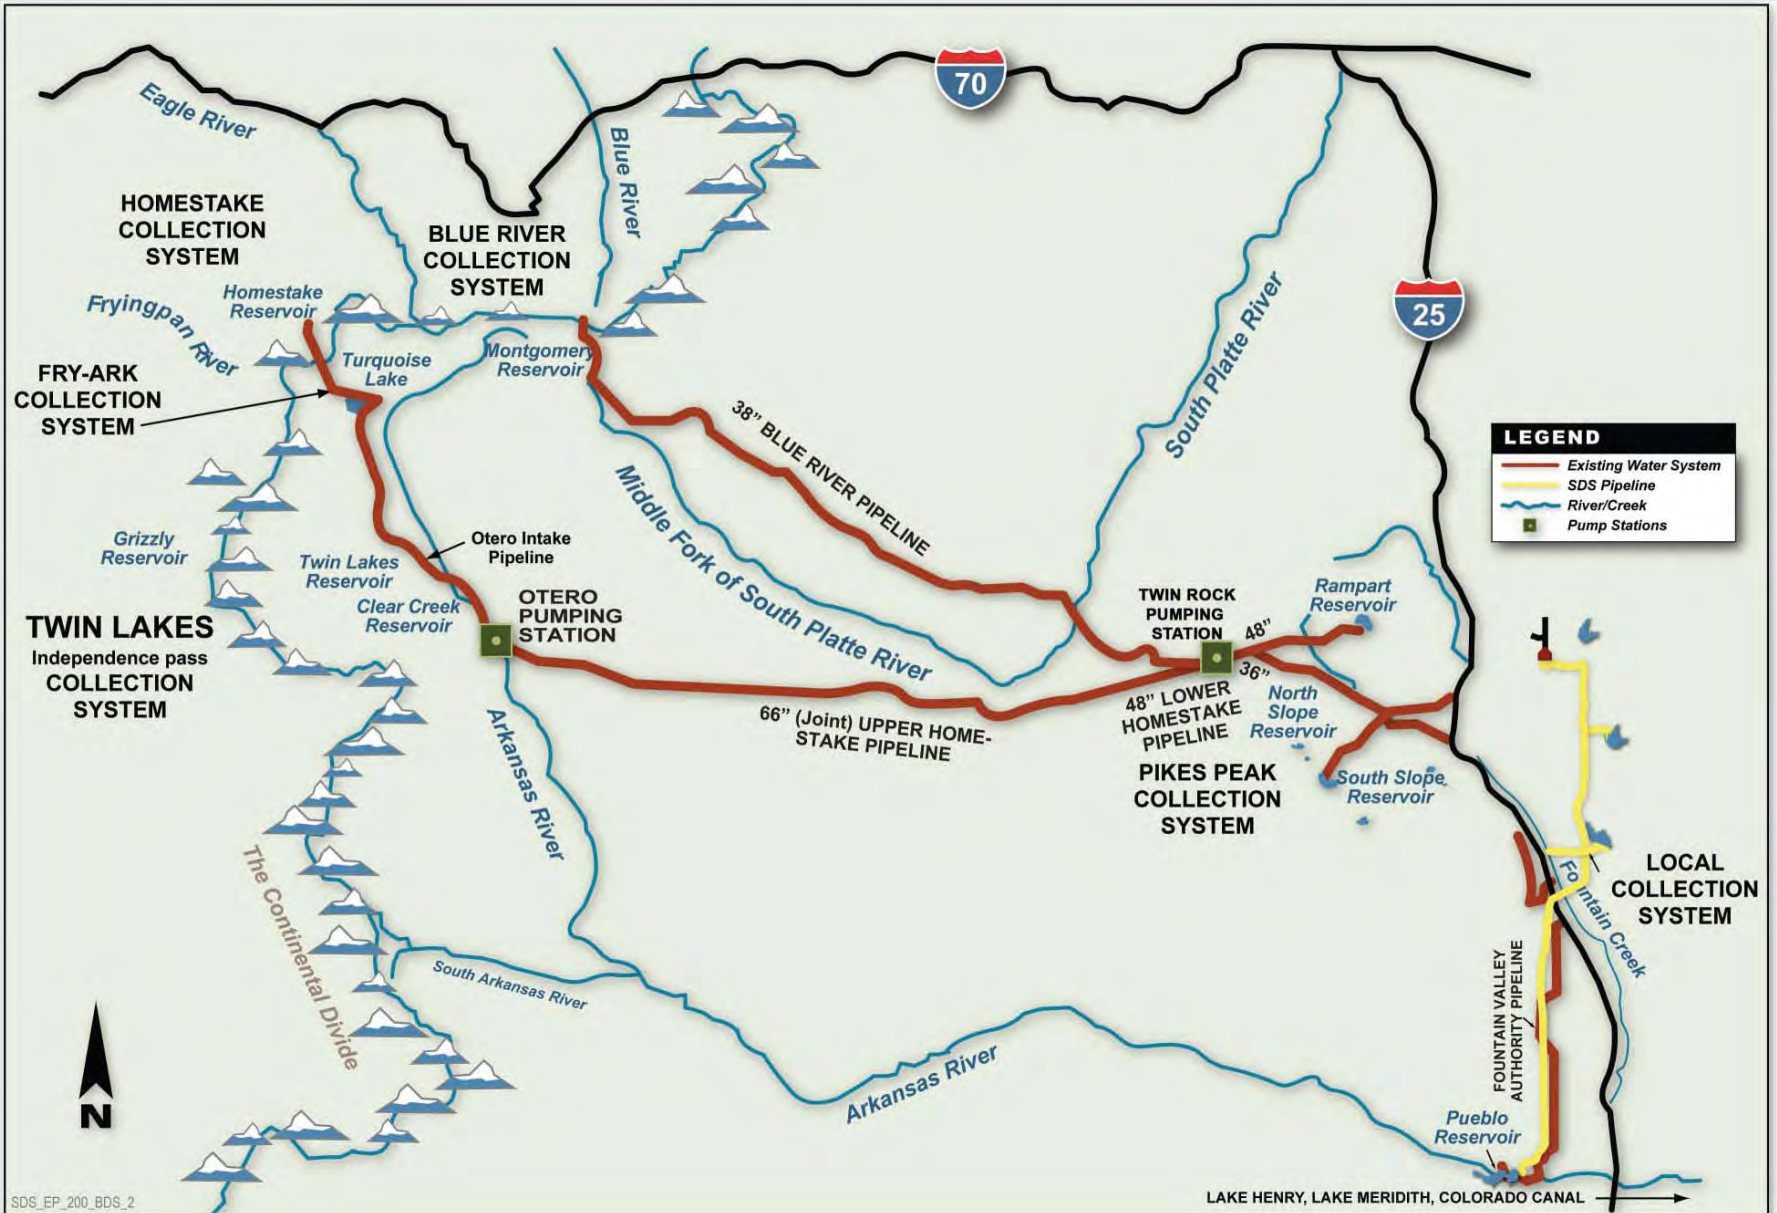 70
Eagle River
Blue River
HOMESTAKE
COLLECTION
SYSTEM
BLUE RIVER
COLLECTION
SYSTEM
Homestake
Reservoir
Fryingpan River
25
South Platte River
Montgomery
Reservoir
Turquoise
Lake
FRY-ARK
COLLECTION
SYSTEM
38” BLUE RIVER PIPELINE
LEGEND
Existing Water System
SDS Pipeline
River/Creek
Pump Stations
Middle Fork of South Platte River
Grizzly
Reservoir
Otero Intake
Pipeline
Twin Lakes
Reservoir
Clear Creek
Reservoir
OTERO
PUMPING
STATION
TWIN ROCK
PUMPING
STATION
Rampart
Reservoir
48”
36”
TWIN LAKES
Independence pass
COLLECTION
SYSTEM
North
Slope
Reservoir
48” LOWER
HOMESTAKE
PIPELINE
66” (Joint) UPPER HOME-
STAKE PIPELINE
Arkansas River
PIKES PEAK
COLLECTION
SYSTEM
South Slope
Reservoir
The Continental Divide
LOCAL
COLLECTION
SYSTEM
Fountain Creek
South Arkansas River
FOUNTAIN VALLEY
AUTHORITY PIPELINE
Arkansas River
Pueblo
Reservoir
N
LAKE HENRY, LAKE MERIDITH, COLORADO CANAL
SDS_EP_200_BDS_2